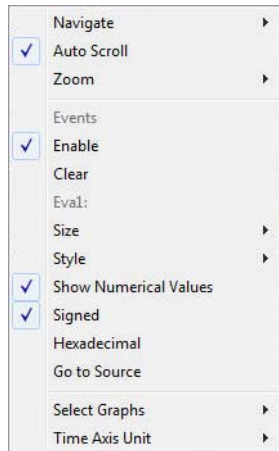 Navigate
Auto Scroll
Zoom
Events
Enable
Clear
Eva1:
Size
Style
Show Numerical Values
Signed
Hexadecimal
Go to Source
Select Graphs
Time Axis Unit